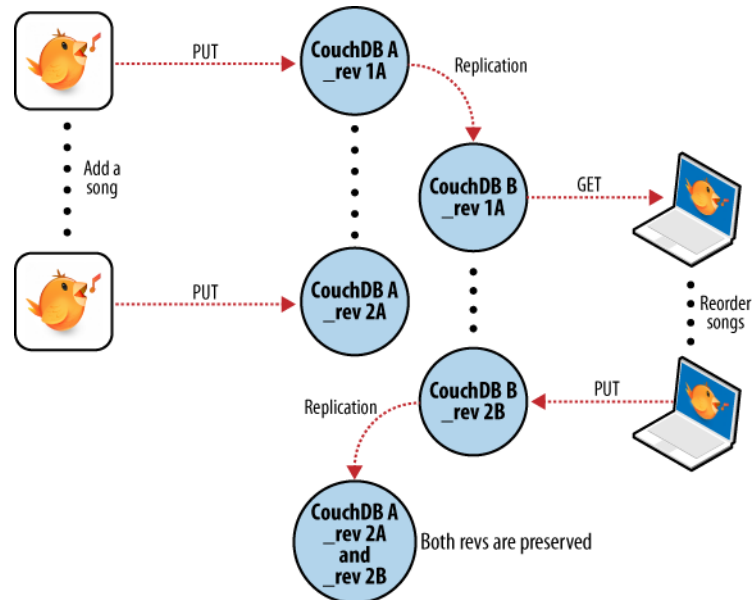 PUT
CouchDB A
_rev 1A
Replication
Add a
song
CouchDB B
_rev 1A
GET
PUT
CouchDB A
_rev 2A
Reorder
songs
Replication
CouchDB B
_rev 2B
PUT
CouchDB A
_rev 2A
and
_rev 2B
Both revs are preserved